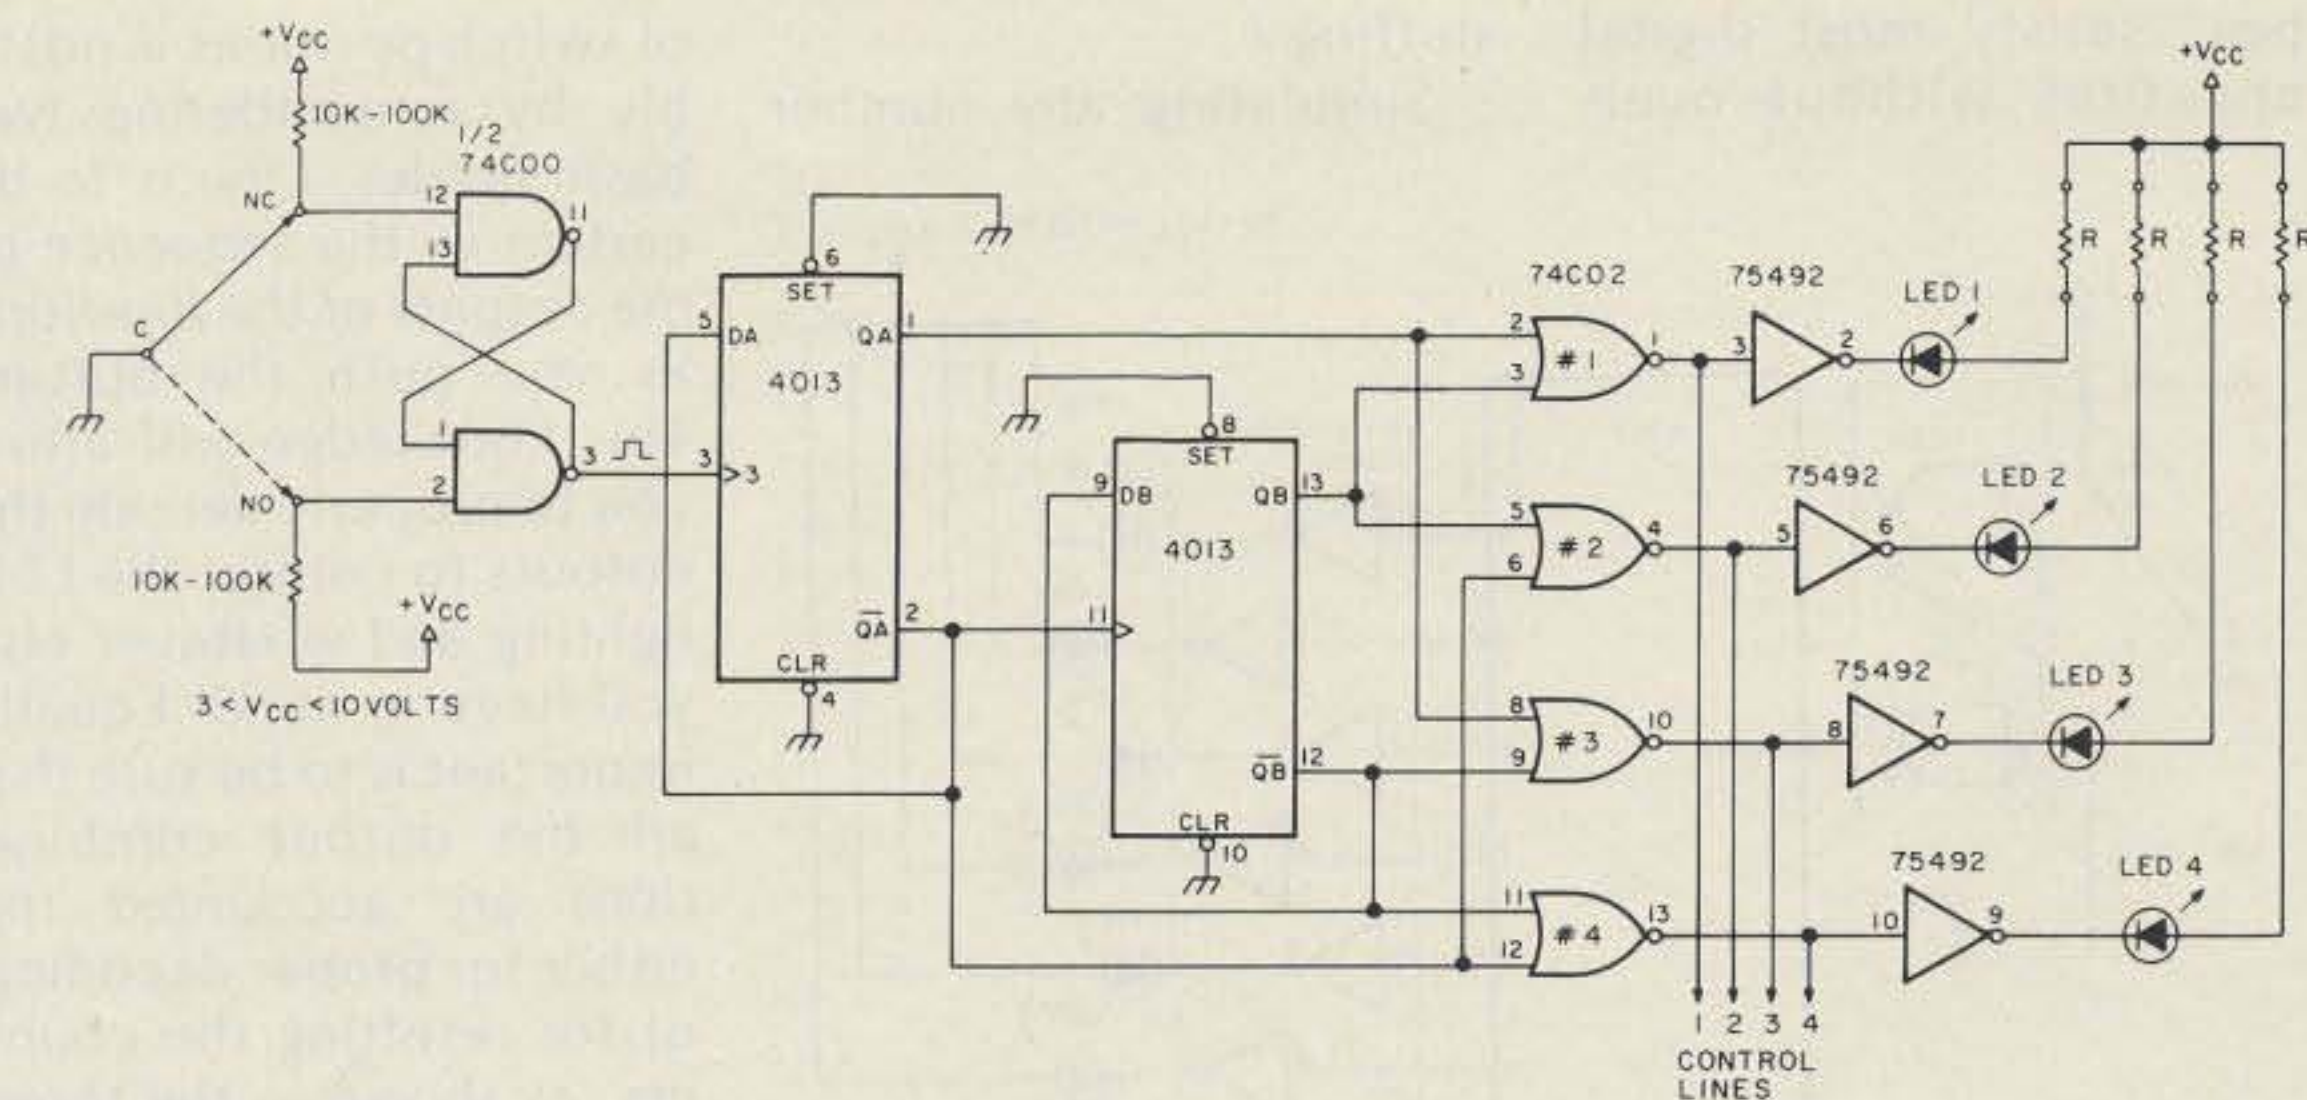 +VCC
10K-100K
1/2
74C00
NC
12
11
13
C
1
3
2
NO
10K-100K
+VCC
3 < VCC < 10 VOLTS
6
SET
5
DA
QA
1
4013
3
>3
QA
2
CLR
4
8
SET
9
DB
QB
13
4013
11
QB
12
CLR
10
74C02
2
3
#1
1
5
6
#2
4
8
9
#3
10
11
12
#4
13
75492
3
2
LED 1
75492
5
6
LED 2
75492
8
7
LED 3
75492
10
9
LED 4
+VCC
R
R
R
R
1 2 3 4
CONTROL
LINES